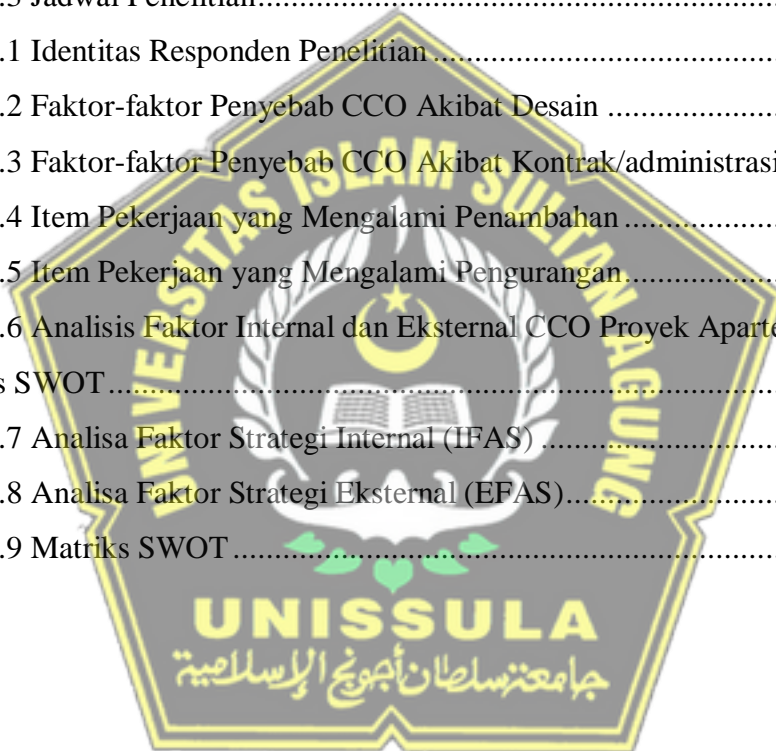 .3 Jadwal Penelitian
.1 Identitas Responden Penelitian
.2 Faktor-faktor Penyebab CCO Akibat Desain
.3 Faktor-faktor Penyebab CCO Akibat Kontrak/administrasi
.4 Item Pekerjaan yang Mengalami Penambahan
.5 Item Pekerjaan yang Mengalami Pengurangan
.6 Analisis Faktor Internal dan Eksternal CCO Proyek Aparte
s SWOT
.7 Analisa Faktor Strategi Internal (IFAS)
.8 Analisa Faktor Strategi Eksternal (EFAS)
.9 Matriks SWOT
UNIVERSITAS ISLAM SULTAN AGUNG
UNISSULA
جامعتسلطان أجونج الإسلامية